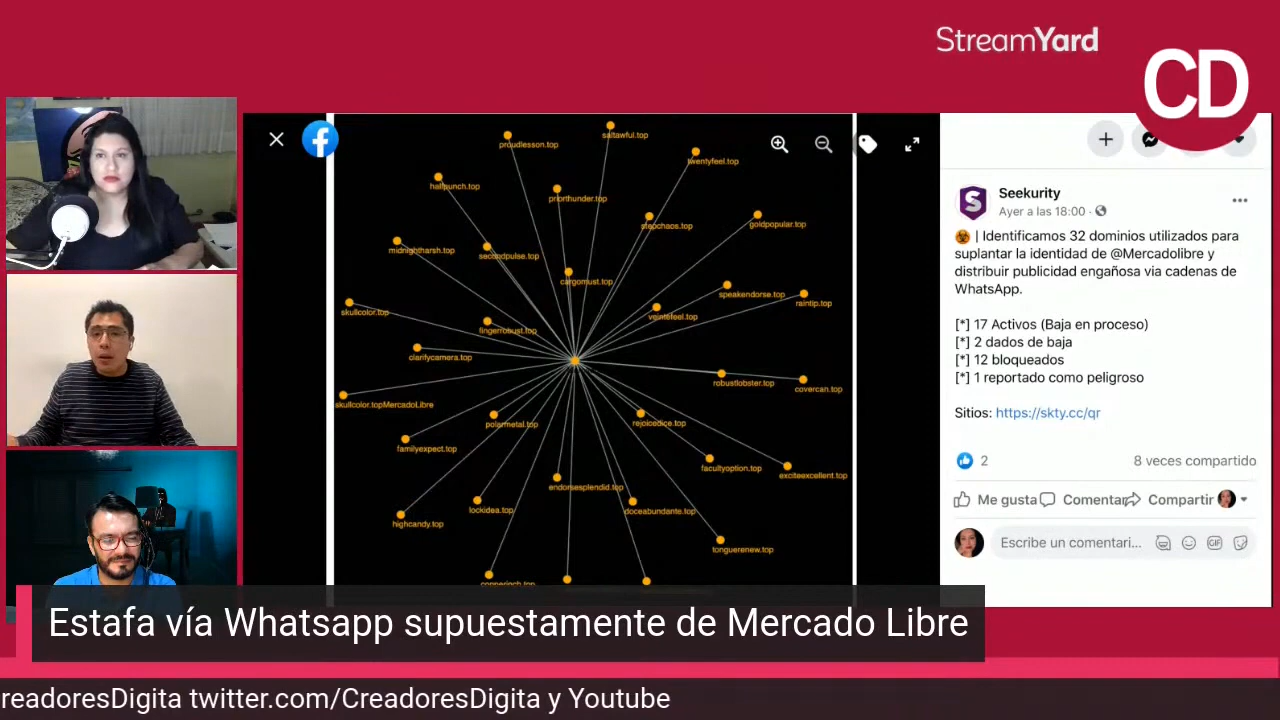 StreamYard
CD
proudlesson.top
saltawful.top
twentyfeel.top
halfpunch.top
priorthunder.top
stepchaos.top
goldpopular.top
midnightharsh.top
secondpulse.top
cargomust.top
speakendorse.top
raintip.top
skullcolor.top
veintefeel.top
fingerrobust.top
clarifycamera.top
robustlobster.top
covercan.top
skullcolor.topMercadoLibre
polarmetal.top
rejoicedice.top
familyexpect.top
facultyoption.top
exciteexcellent.top
endorsesplendid.top
lockidea.top
doceabundante.top
highcandy.top
tonguerenew.top
Seekurity
Ayer a las 18:00 ·
| Identificamos 32 dominios utilizados para
suplantar la identidad de @Mercadolibre y
distribuir publicidad engañosa via cadenas de
WhatsApp.
[*] 17 Activos (Baja en proceso)
[*] 2 dados de baja
[*] 12 bloqueados
[*] 1 reportado como peligroso
Sitios: https://skty.cc/qr
2
8 veces compartido
Me gusta Comentar Compartir
Escribe un comentari...
GIF
Estafa vía Whatsapp supuestamente de Mercado Libre
readoresDigita twitter.com/CreadoresDigita y Youtube